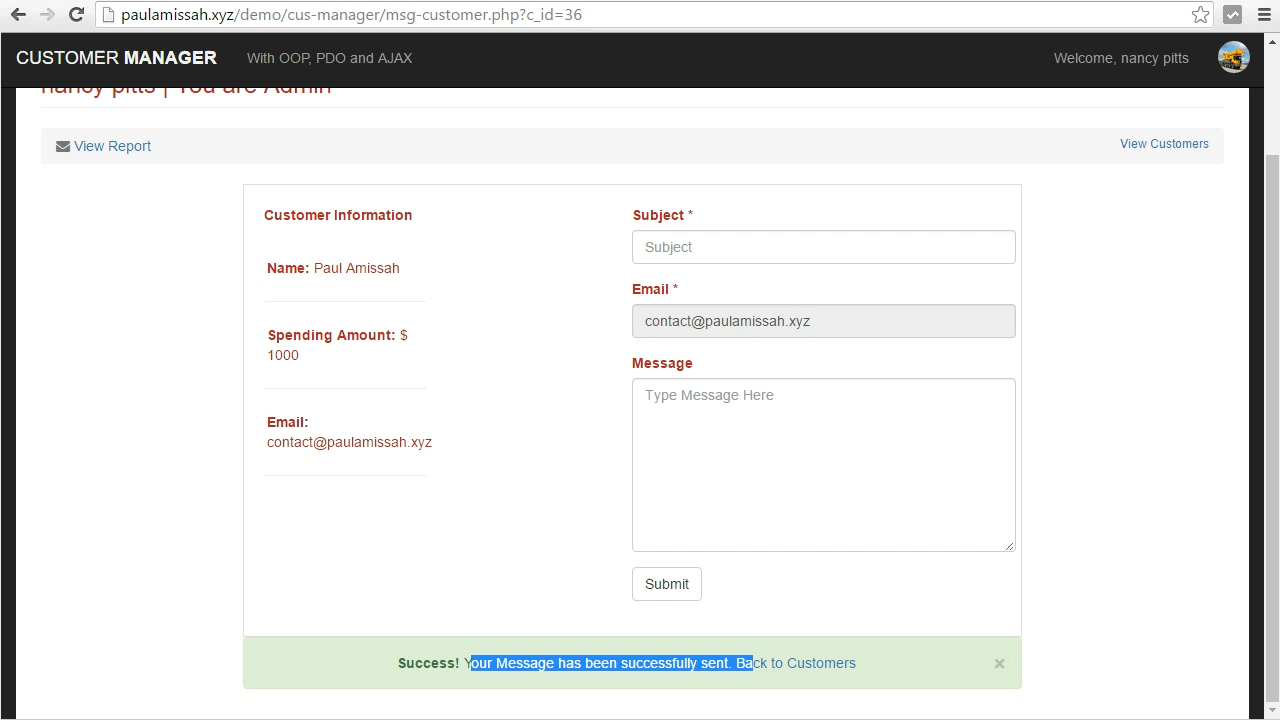 paulamissah.xyz/demo/cus-manager/msg-customer.php?c_id=36
CUSTOMER MANAGER
With OOP, PDO and AJAX
Welcome, nancy pitts
nancy pitts | You are Admin
View Report
View Customers
Customer Information
Name: Paul Amissah
Spending Amount: $
1000
Email:
contact@paulamissah.xyz
Subject *
Subject
Email *
contact@paulamissah.xyz
Message
Type Message Here
Submit
Success! Your Message has been successfully sent. Back to Customers
×